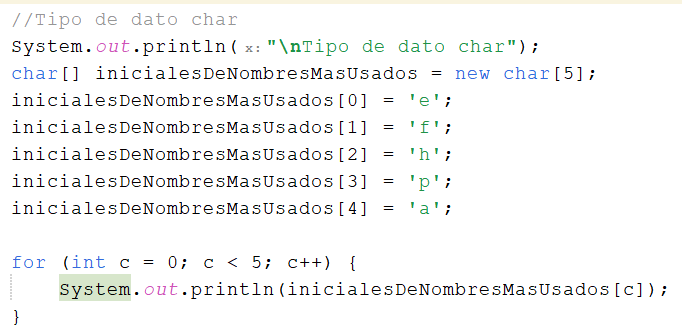 //Tipo de dato char
System.out.println( x: "\nTipo de dato char");
char[] inicialesDeNombresMasUsados = new char[5];
inicialesDeNombresMasUsados[0] = 'e';
inicialesDeNombresMasUsados[1] = 'f';
inicialesDeNombresMasUsados[2] = 'h';
inicialesDeNombresMasUsados[3] = 'p';
inicialesDeNombresMasUsados[4] = 'a';
for (int c = 0; c < 5; c++) {
    System.out.println(inicialesDeNombresMasUsados[c]);
}